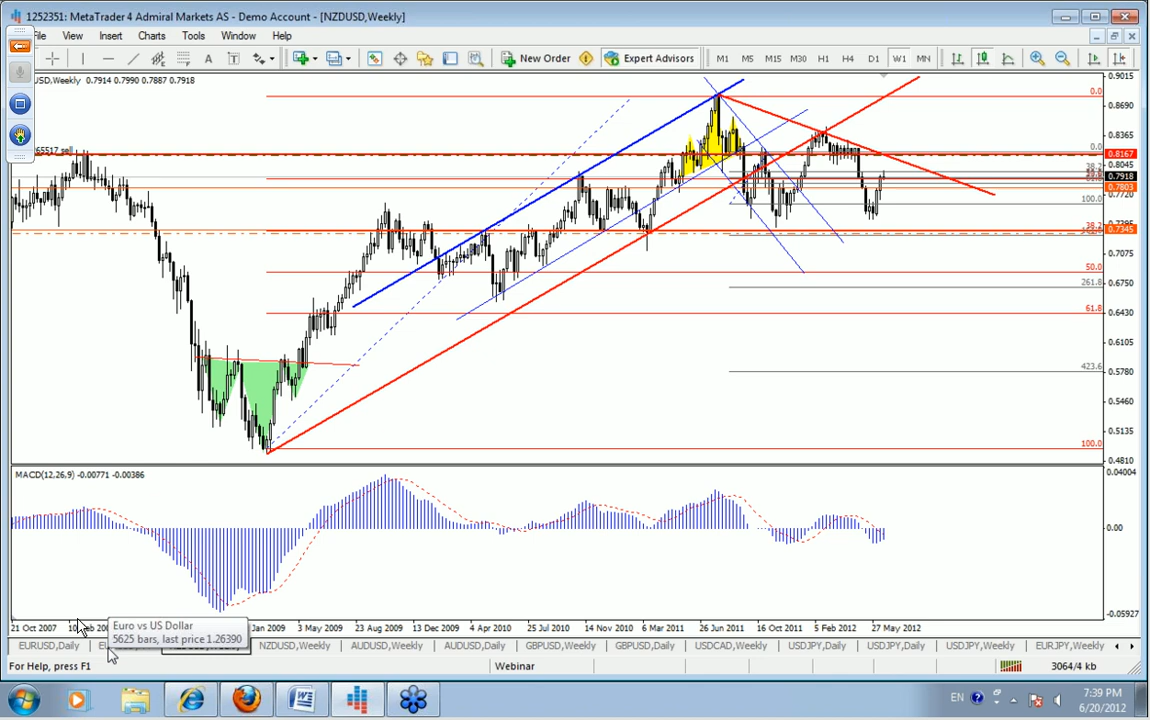 1252351: MetaTrader 4 Admiral Markets AS - Demo Account - [NZDUSD,Weekly]
File View Insert Charts Tools Window Help
A T New Order Expert Advisors M1 M5 M15 M30 H1 H4 D1 W1 MN
USD,Weekly 0.7914 0.7990 0.7887 0.7918
65517 sell
0.0
0.0
38.2
100.0
38.2
50.0
261.8
61.8
423.6
100.0
0.9015
0.8690
0.8365
0.8167
0.8045
0.7918
0.7803
0.7720
0.7395
0.7345
0.7075
0.6750
0.6430
0.6105
0.5780
0.5460
0.5135
0.4810
MACD(12,26,9) -0.00771 -0.00386
0.04004
0.00
-0.05927
21 Oct 2007 Jan 2009 3 May 2009 23 Aug 2009 13 Dec 2009 4 Apr 2010 25 Jul 2010 14 Nov 2010 6 Mar 2011 26 Jun 2011 16 Oct 2011 5 Feb 2012 27 May 2012
Euro vs US Dollar
5625 bars, last price 1.26390
EURUSD,Daily NZDUSD,Weekly AUDUSD,Weekly AUDUSD,Daily GBPUSD,Weekly GBPUSD,Daily USDCAD,Weekly USDJPY,Daily USDJPY,Daily USDJPY,Weekly EURJPY,Weekly
For Help, press F1 Webinar 3064/4 kb
EN 7:39 PM
6/20/2012